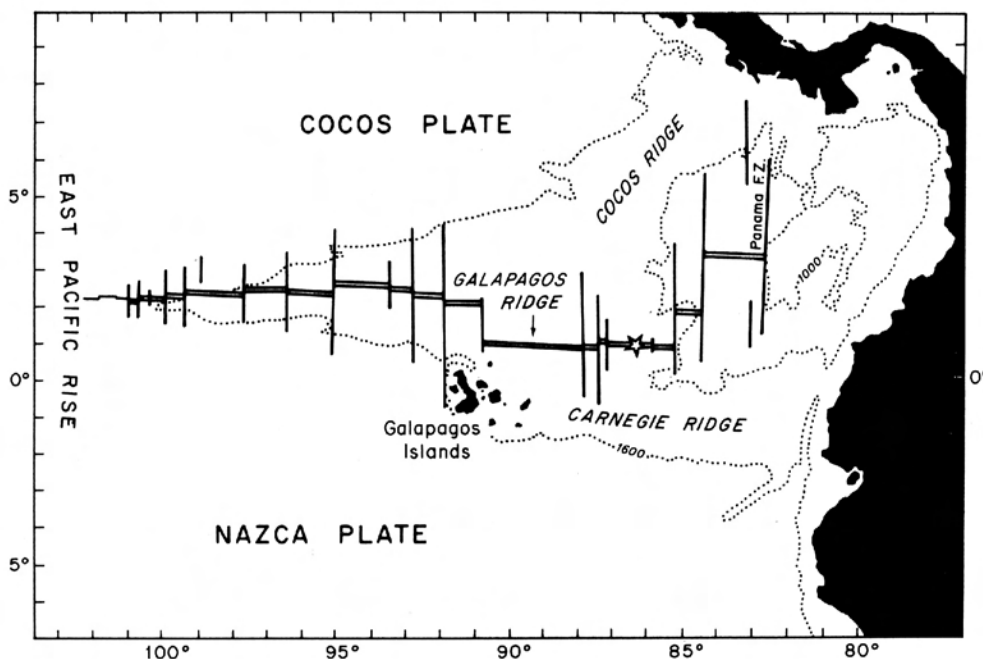 COCOS PLATE
COCOS RIDGE
Panama F.Z.
5°
EAST PACIFIC RISE
GALAPAGOS
RIDGE
1000
0°
0°
Galapagos
Islands
CARNEGIE RIDGE
1600
NAZCA PLATE
5°
100° 95° 90° 85° 80°